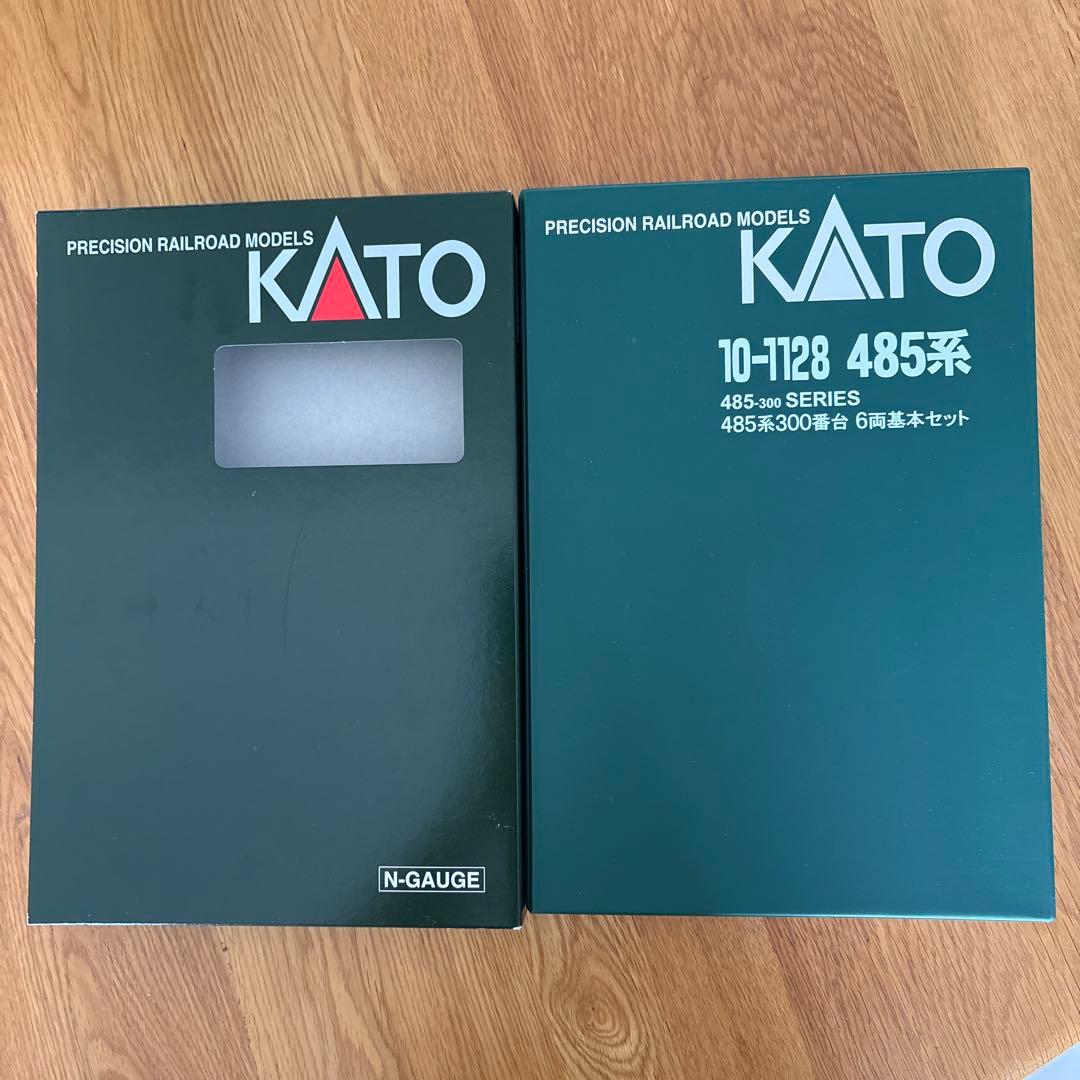 PRECISION RAILROAD MODELS
KATO
N-GAUGE
PRECISION RAILROAD MODELS
KATO
10-1128 485系
485-300 SERIES
485系300番台 6両基本セット